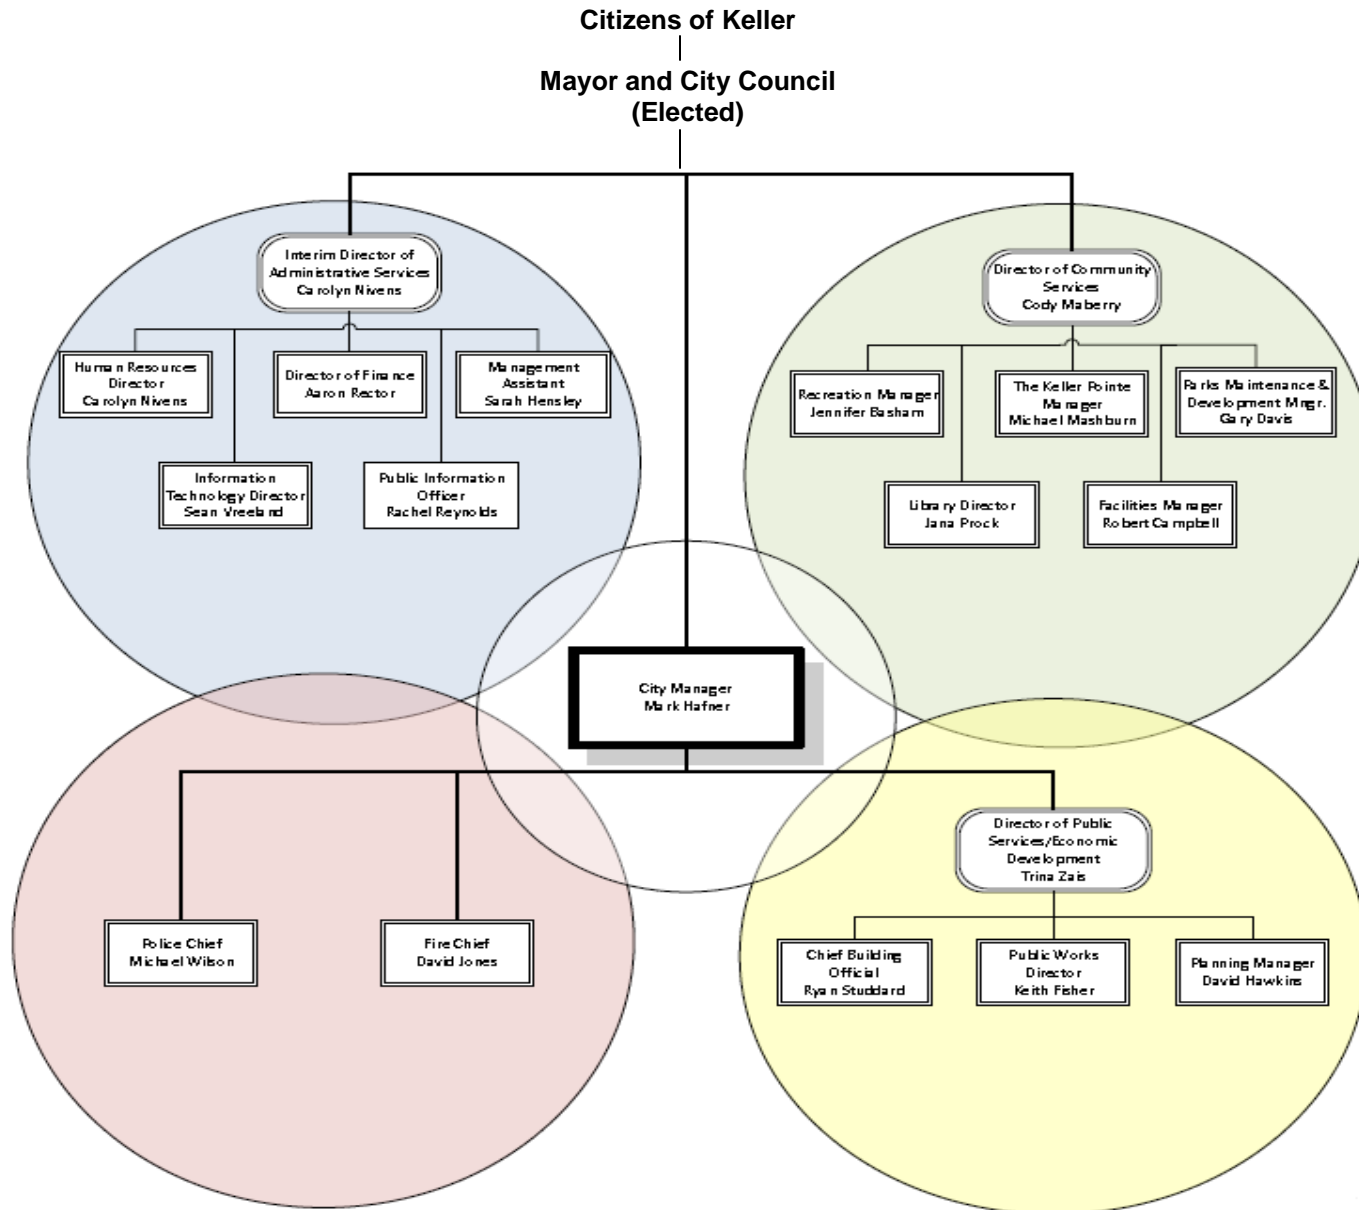 Citizens of Keller
Mayor and City Council
(Elected)
Interim Director of
Administrative Services
Carolyn Nivens
Director of Community
Services
Cody Maberry
Human Resources
Director
Carolyn Nivens
Director of Finance
Aaron Rector
Management
Assistant
Sarah Hensley
Recreation Manager
Jennifer Basham
The Keller Pointe
Manager
Michael Mashburn
Parks Maintenance &
Development Mngr.
Gary Davis
Information
Technology Director
Sean Vreeland
Public Information
Officer
Rachel Reynolds
Library Director
Jana Prock
Facilities Manager
Robert Campbell
City Manager
Mark Hafner
Director of Public
Services/Economic
Development
Trina Zais
Police Chief
Michael Wilson
Fire Chief
David Jones
Chief Building
Official
Ryan Studdard
Public Works
Director
Keith Fisher
Planning Manager
David Hawkins